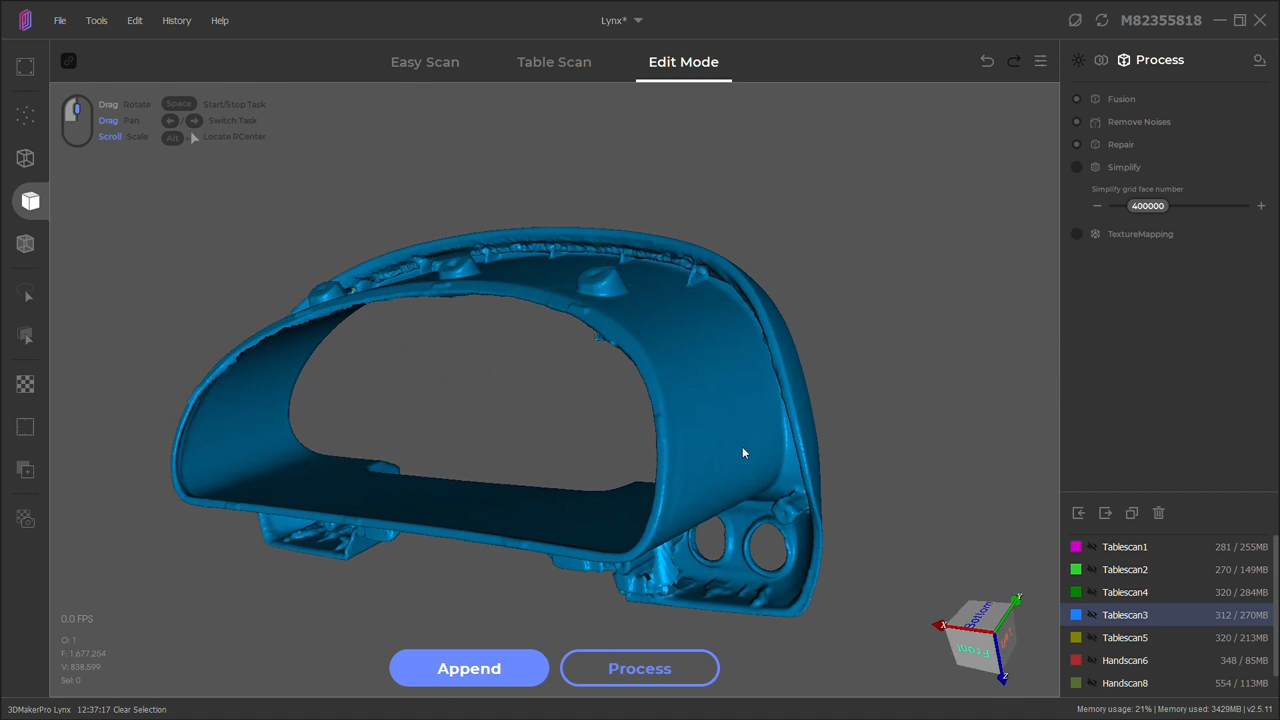 File Tools Edit History Help
Lynx*
M82355818
Easy Scan Table Scan Edit Mode
Process
Drag Rotate Space Start/Stop Task
Drag Pan / Switch Task
Scroll Scale Alt Locate RCenter
Fusion
Remove Noises
Repair
Simplify
Simplify grid face number
400000
TextureMapping
Tablescan1 281 / 255MB
Tablescan2 270 / 149MB
Tablescan4 320 / 284MB
Tablescan3 312 / 270MB
Tablescan5 320 / 213MB
Handscan6 348 / 85MB
Handscan8 554 / 113MB
0.0 FPS
O: 1
F: 1.677.254
V: 838.599
Sel: 0
Append Process
Y
Bottom
X
Front
Z
3DMakerPro Lynx 12:37:17 Clear Selection
Memory usage: 21% | Memory used: 3429MB | v2.5.11